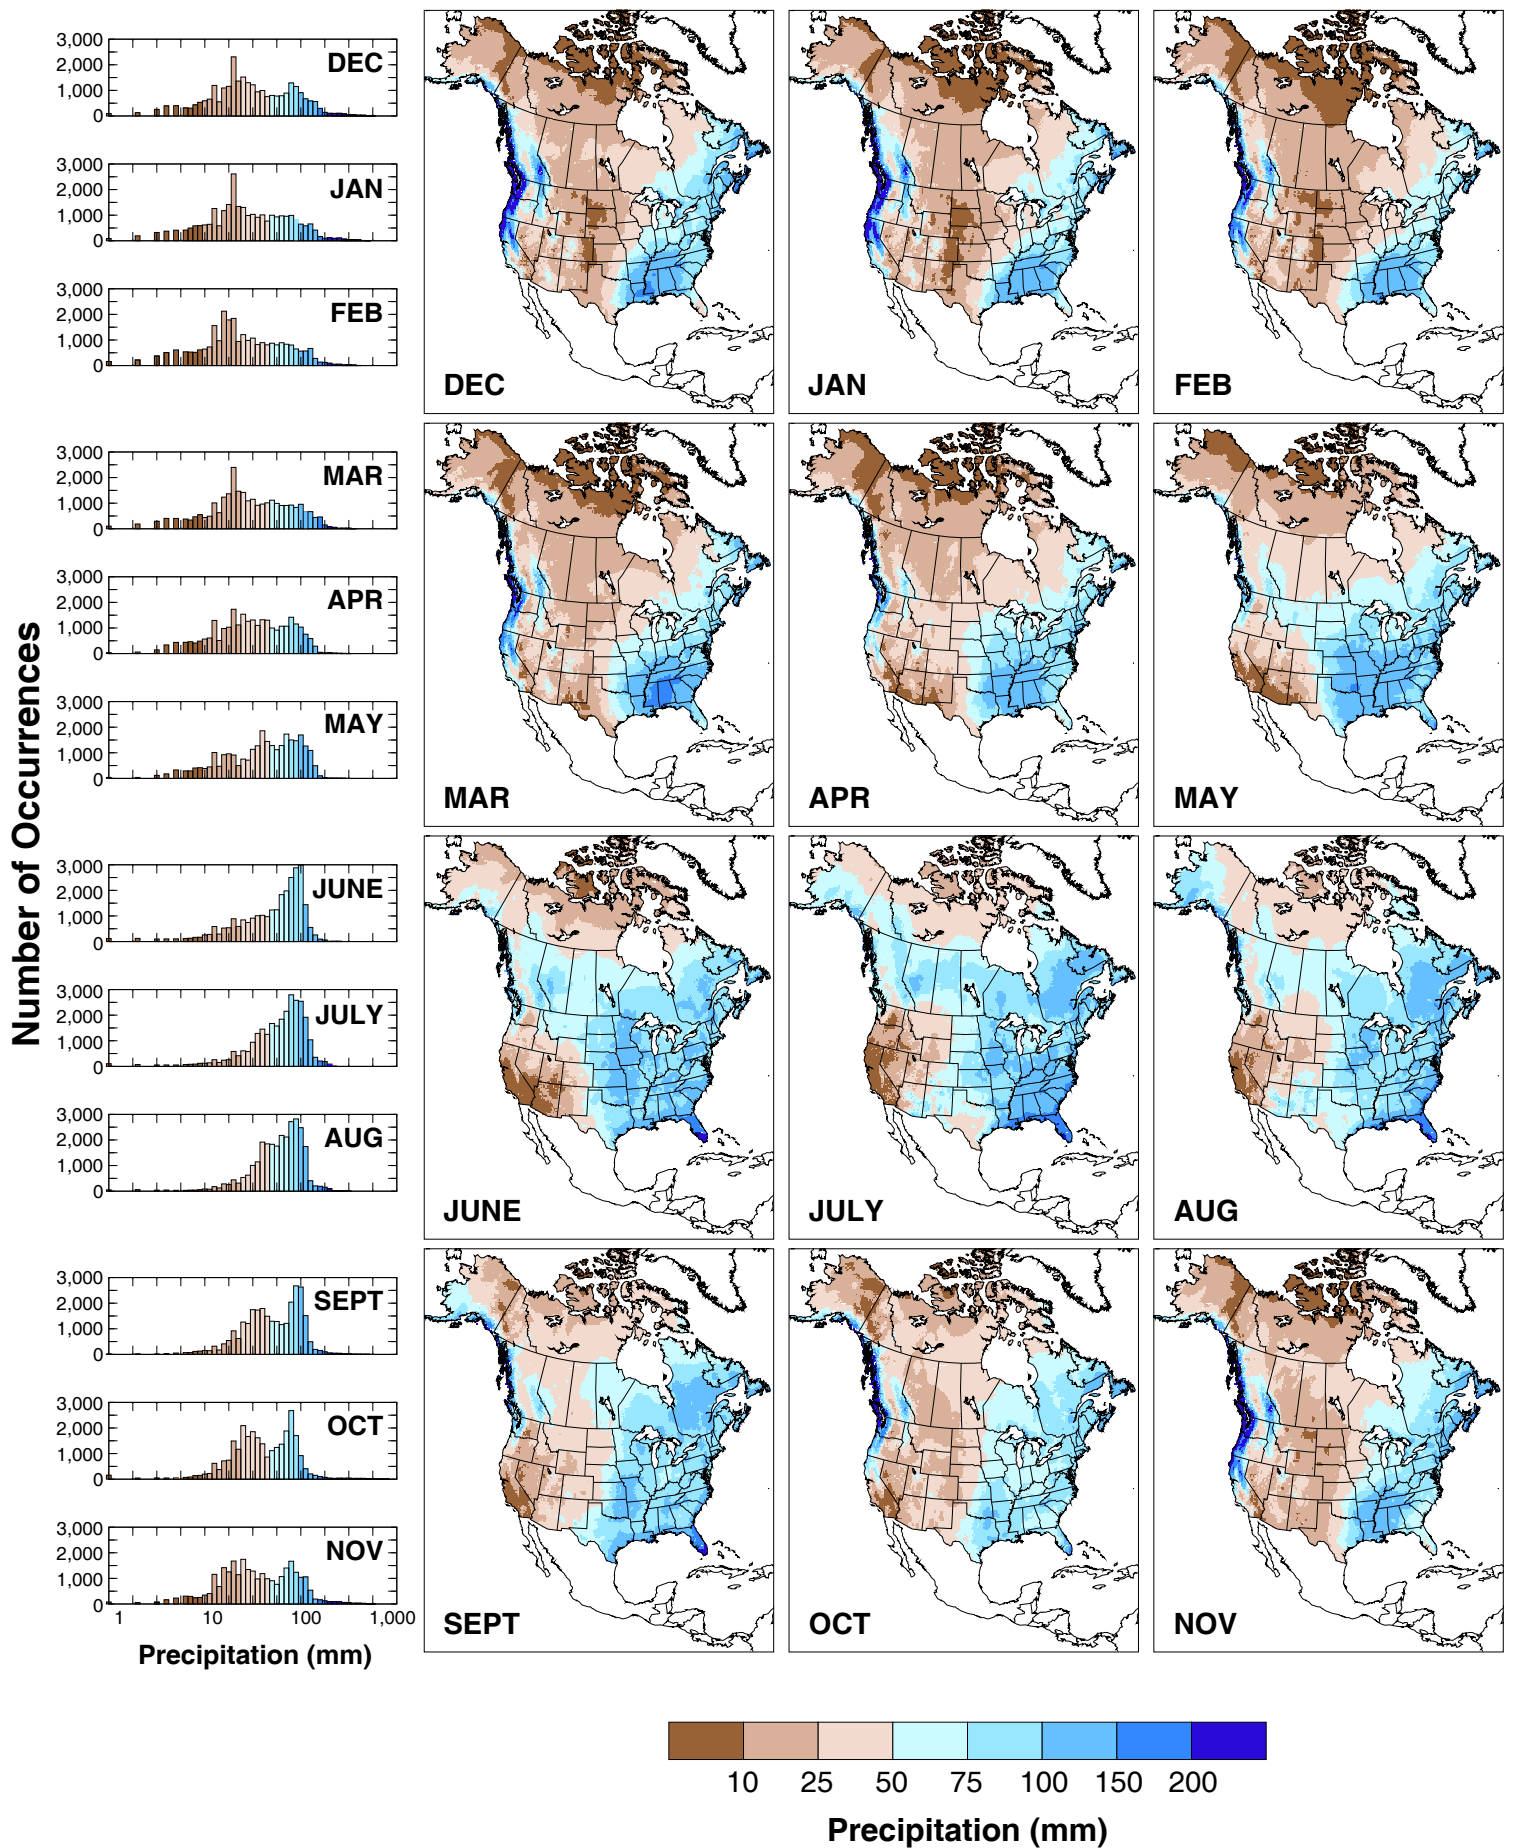 3,000
2,000
1,000
0
DEC
3,000
2,000
1,000
0
JAN
3,000
2,000
1,000
0
FEB
DEC
JAN
FEB
3,000
2,000
1,000
0
MAR
3,000
2,000
1,000
0
APR
3,000
2,000
1,000
0
MAY
MAR
APR
MAY
Number of Occurrences
3,000
2,000
1,000
0
JUNE
3,000
2,000
1,000
0
JULY
3,000
2,000
1,000
0
AUG
JUNE
JULY
AUG
3,000
2,000
1,000
0
SEPT
3,000
2,000
1,000
0
OCT
3,000
2,000
1,000
0
NOV
1 10 100 1,000
Precipitation (mm)
SEPT
OCT
NOV
10 25 50 75 100 150 200
Precipitation (mm)